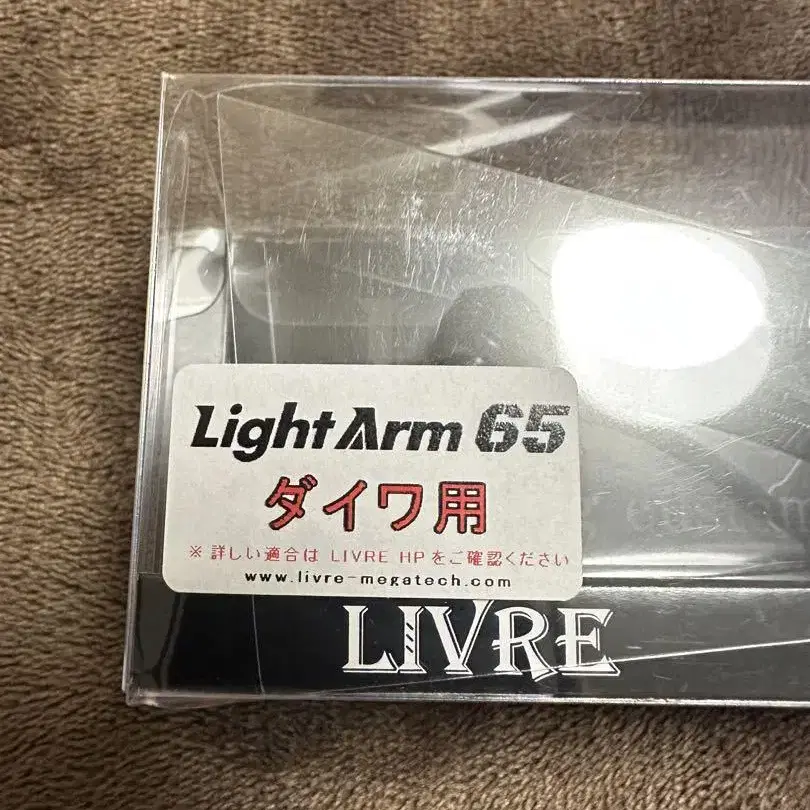 Light Arm 65
ダイワ用
※ 詳しい適合は LIVRE HPをご確認ください
www.livre-megatech.com
LIVRE